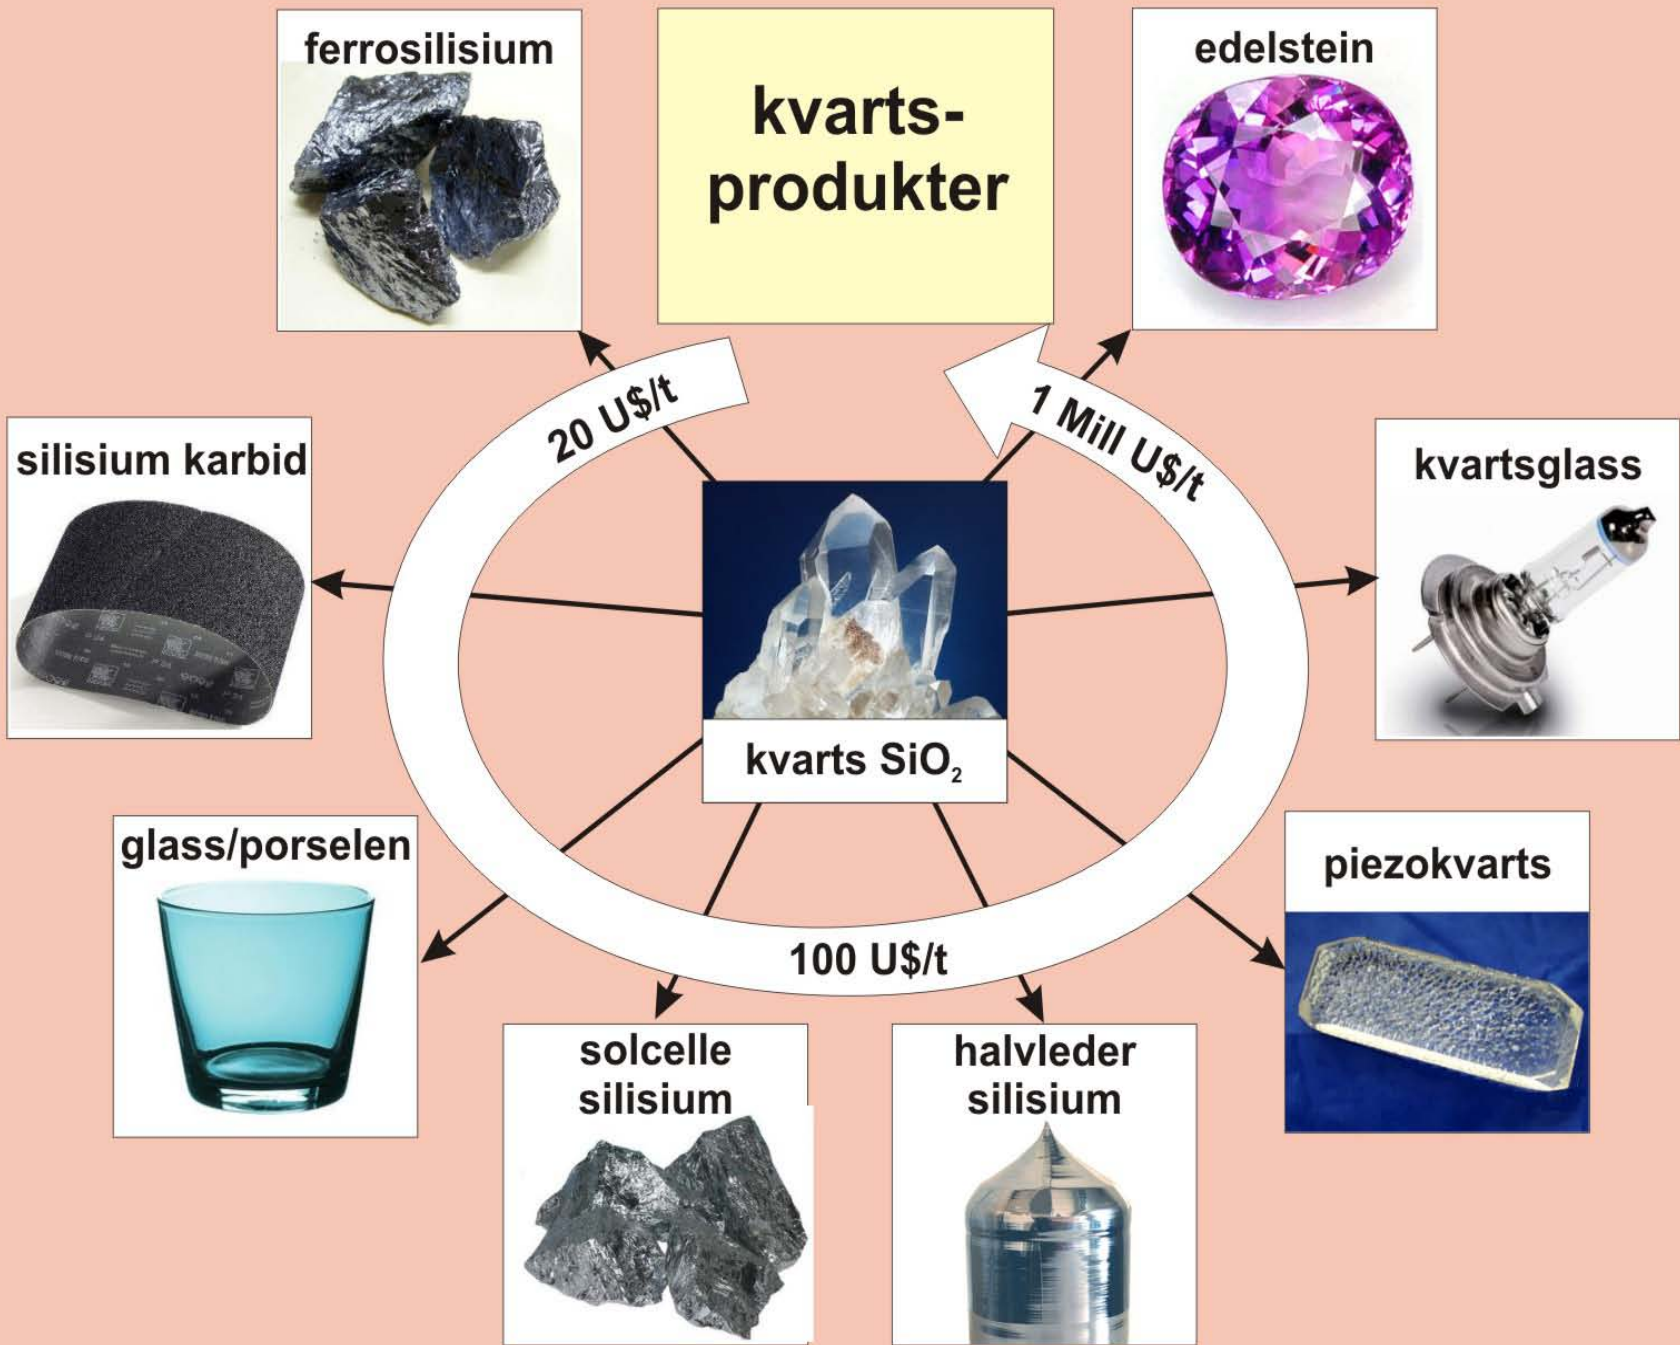 ferrosilisium
kvarts-
produkter
edelstein
20 U$/t
1 Mill U$/t
silisium karbid
kvartsglass
kvarts SiO₂
glass/porselen
piezokvarts
100 U$/t
solcelle
silisium
halvleder
silisium